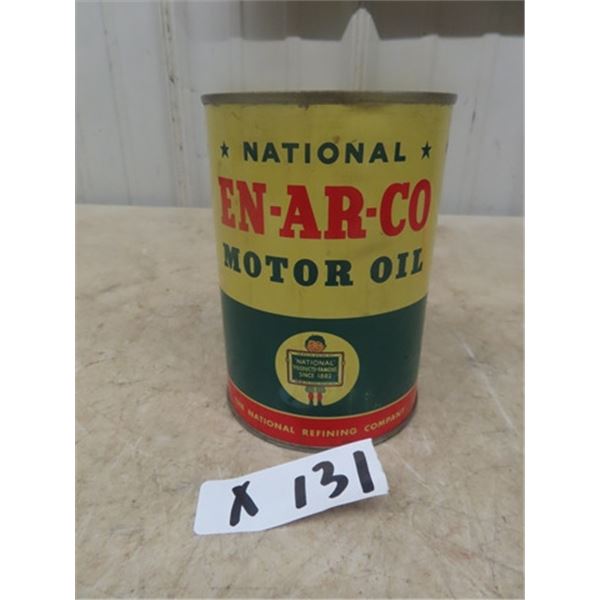 ★ NATIONAL ★
EN-AR-CO
MOTOR OIL
"NATIONAL"
PRODUCTS-FAMOUS
SINCE 1882
THE NATIONAL REFINING COMPANY
X 131